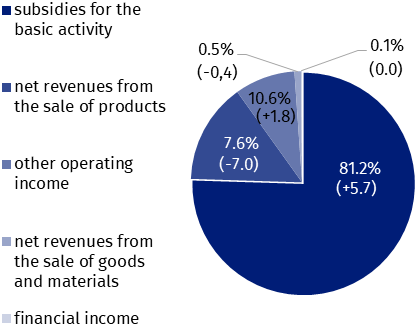 subsidies for the
basic activity
net revenues from
the sale of products
other operating
income
net revenues from
the sale of goods
and materials
financial income
0.5%
(-0,4)
0.1%
(0.0)
10.6%
(+1.8)
7.6%
(-7.0)
81.2%
(+5.7)